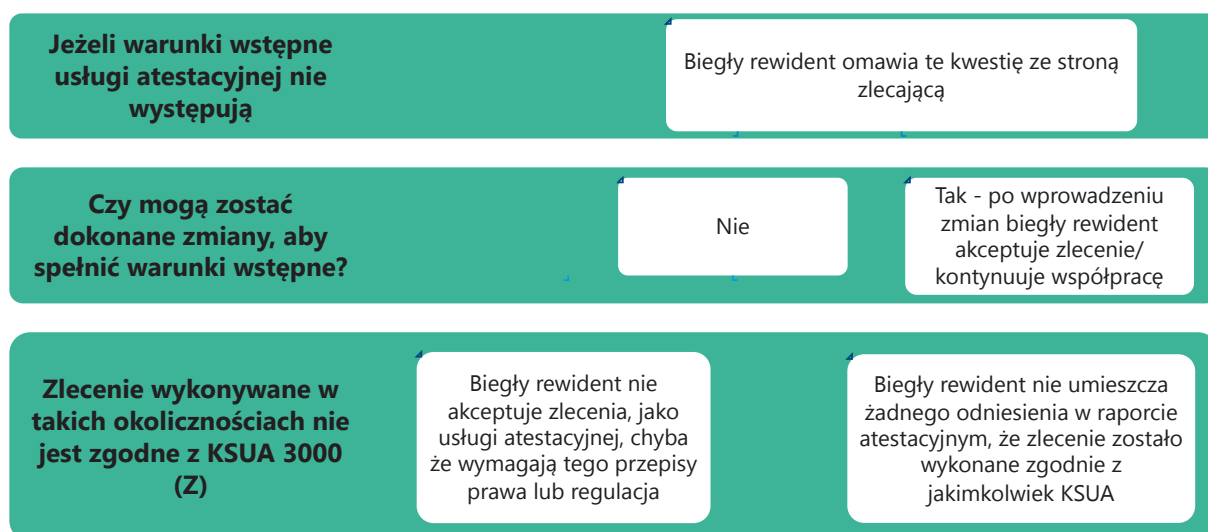 Jeżeli warunki wstępne
usługi atestacyjnej nie
występują
Biegły rewident omawia te kwestię ze stroną
zlecającą
Czy mogą zostać
dokonane zmiany, aby
spełnić warunki wstępne?
Nie
Tak - po wprowadzeniu
zmian biegły rewident
akceptuje zlecenie/
kontynuuje współpracę
Zlecenie wykonywane w
takich okolicznościach nie
jest zgodne z KSUA 3000
(Z)
Biegły rewident nie
akceptuje zlecenia, jako
usługi atestacyjnej, chyba
że wymagają tego przepisy
prawa lub regulacja
Biegły rewident nie umieszcza
żadnego odniesienia w raporcie
atestacyjnym, że zlecenie zostało
wykonane zgodnie z
jakimkolwiek KSUA